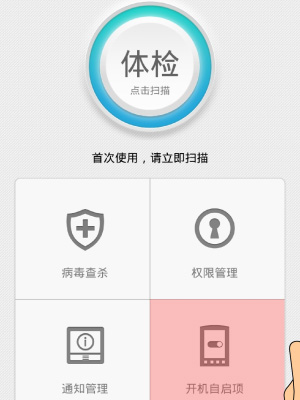 体检
点击扫描
首次使用，请立即扫描
病毒查杀
权限管理
通知管理
开机自启项